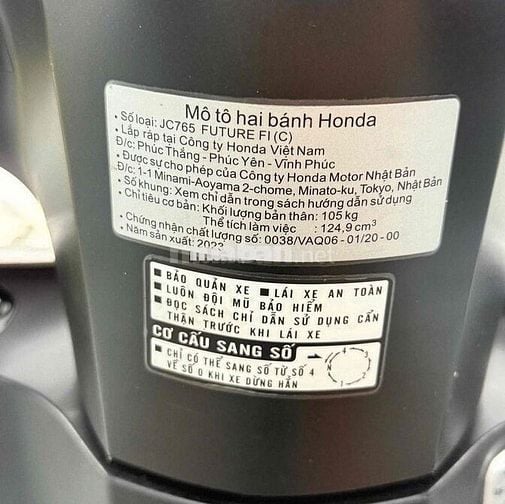 Mô tô hai bánh Honda
• Số loại: JC765 FUTURE FI (C)
• Lắp ráp tại Công ty Honda Việt Nam
Đ/c: Phúc Thắng - Phúc Yên - Vĩnh Phúc
• Được sự cho phép của Công ty Honda Motor Nhật Bản
Đ/c: 1-1 Minami-Aoyama 2-chome, Minato-ku, Tokyo, Nhật Bản
• Số khung: Xem chỉ dẫn trong sách hướng dẫn sử dụng
• Chỉ tiêu cơ bản: Khối lượng bản thân: 105 kg
Thể tích làm việc : 124,9 cm³
• Chứng nhận chất lượng số: 0038/VAQ06 - 01/20 - 00
• Năm sản xuất: 2023
■ BẢO QUẢN XE ■ LÁI XE AN TOÀN
■ LUÔN ĐỘI MŨ BẢO HIỂM
■ ĐỌC SÁCH CHỈ DẪN SỬ DỤNG CẨN
THẬN TRƯỚC KHI LÁI XE
CƠ CẤU SANG SỐ
■ CHỈ CÓ THỂ SANG SỐ TỪ SỐ 4
VỀ SỐ 0 KHI XE DỪNG HẲN
N 1 2 3 4